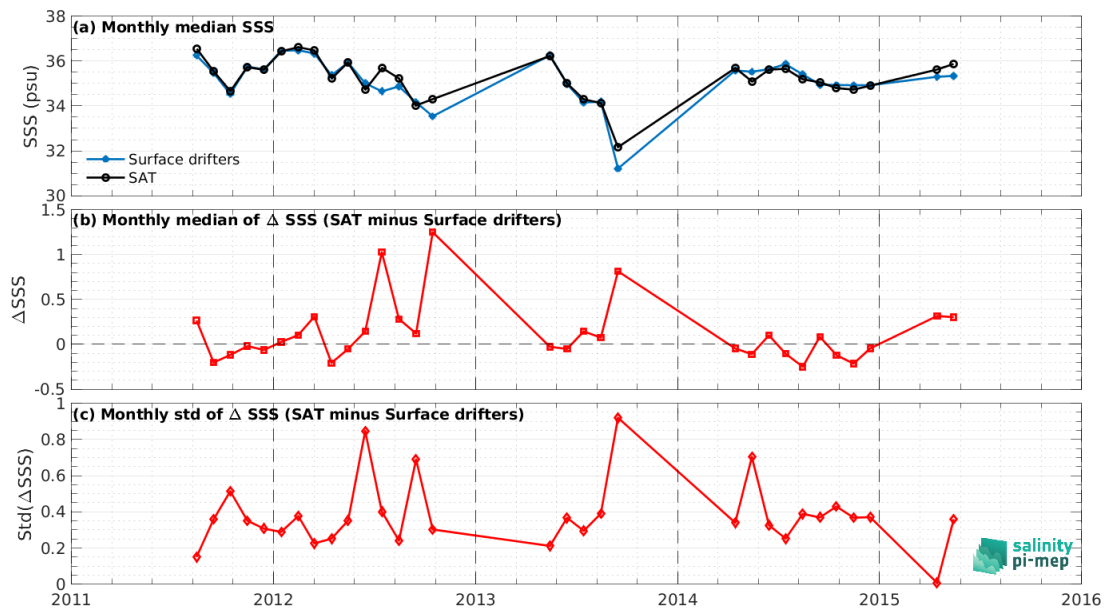 (a) Monthly median SSS
38
36
34
32
30
SSS (psu)
Surface drifters
SAT
(b) Monthly median of Δ SSS (SAT minus Surface drifters)
1.5
1
0.5
0
-0.5
ΔSSS
(c) Monthly std of Δ SSS (SAT minus Surface drifters)
1
0.8
0.6
0.4
0.2
0
Std(ΔSSS)
salinity
pi-mep
2011 2012 2013 2014 2015 2016